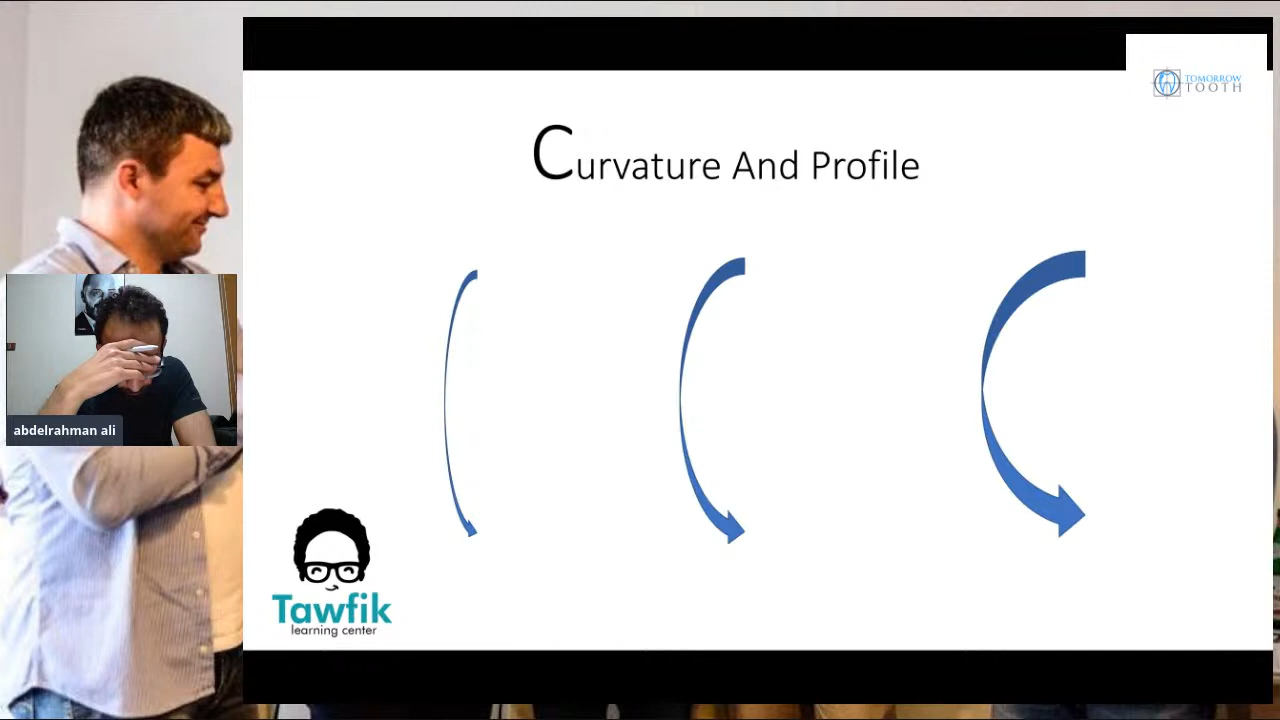 TOMORROW
TOOTH
Curvature And Profile
abdelrahman ali
Tawfik
learning center